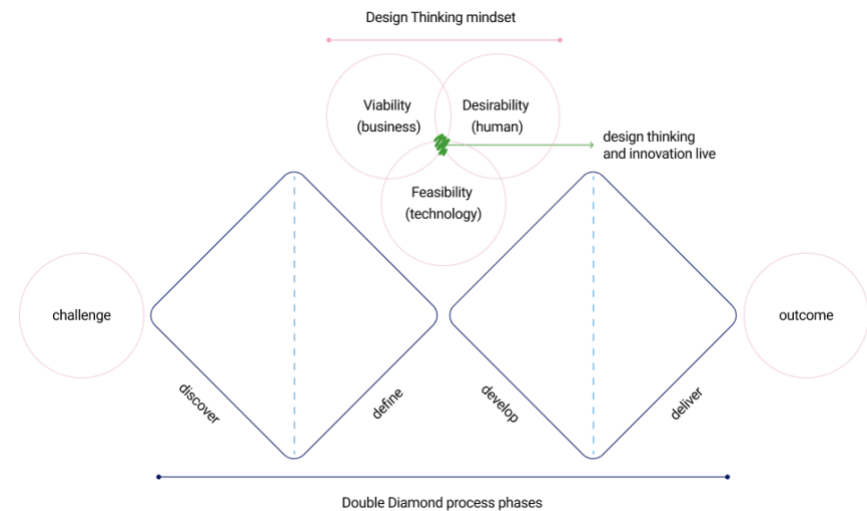 Design Thinking mindset
Viability
(business)
Desirability
(human)
design thinking
and innovation live
Feasibility
(technology)
challenge
outcome
discover
define
develop
deliver
Double Diamond process phases